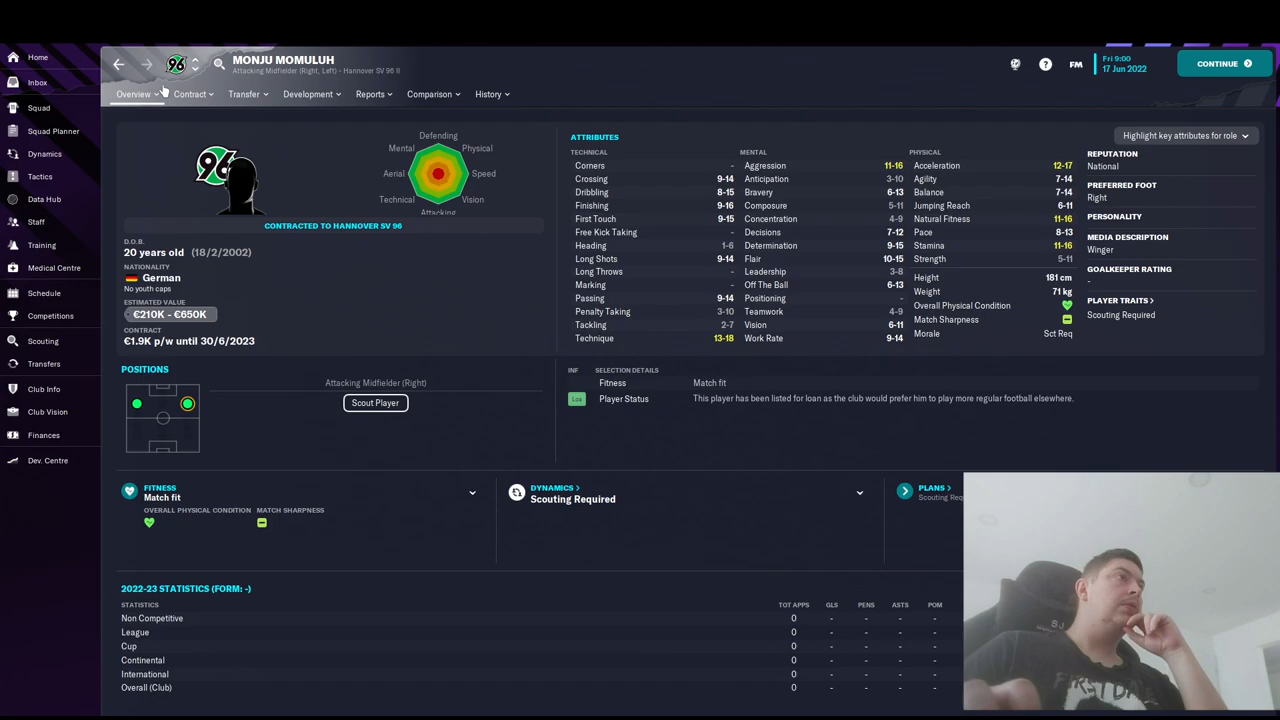 Home
Inbox
Squad
Squad Planner
Dynamics
Tactics
Data Hub
Staff
Training
Medical Centre
Schedule
Competitions
Scouting
Transfers
Club Info
Club Vision
Finances
Dev. Centre
96
MONJU MOMULUH
Attacking Midfielder (Right, Left) - Hannover SV 96 II
FM
Fri 9:00
17 Jun 2022
CONTINUE
Overview Contract Transfer Development Reports Comparison History
Defending
Mental Physical
Aerial Speed
Technical Vision
Attacking
CONTRACTED TO HANNOVER SV 96
D.O.B.
20 years old (18/2/2002)
NATIONALITY
German
No youth caps
ESTIMATED VALUE
€210K - €650K
CONTRACT
€1.9K p/w until 30/6/2023
ATTRIBUTES
Highlight key attributes for role
TECHNICAL
Corners -
Crossing 9-14
Dribbling 8-15
Finishing 9-16
First Touch 9-15
Free Kick Taking -
Heading 1-6
Long Shots 9-14
Long Throws -
Marking -
Passing 9-14
Penalty Taking 3-10
Tackling 2-7
Technique 13-18
MENTAL
Aggression 11-16
Anticipation 3-10
Bravery 6-13
Composure 5-11
Concentration 4-9
Decisions 7-12
Determination 9-15
Flair 10-15
Leadership 3-8
Off The Ball 6-13
Positioning -
Teamwork 4-9
Vision 6-11
Work Rate 9-14
PHYSICAL
Acceleration 12-17
Agility 7-14
Balance 7-14
Jumping Reach 6-11
Natural Fitness 11-16
Pace 8-13
Stamina 11-16
Strength 5-11
Height 181 cm
Weight 71 kg
Overall Physical Condition
Match Sharpness
Morale Sct Req
REPUTATION
National
PREFERRED FOOT
Right
PERSONALITY
MEDIA DESCRIPTION
Winger
GOALKEEPER RATING
-
PLAYER TRAITS
Scouting Required
POSITIONS
Attacking Midfielder (Right)
Scout Player
INF SELECTION DETAILS
Fitness Match fit
Loa Player Status This player has been listed for loan as the club would prefer him to play more regular football elsewhere.
FITNESS
Match fit
OVERALL PHYSICAL CONDITION MATCH SHARPNESS
DYNAMICS
Scouting Required
PLANS
Scouting Req
2022-23 STATISTICS (FORM: -)
STATISTICS TOT APPS GLS PENS ASTS POM
Non Competitive 0 - - - -
League 0 - - - -
Cup 0 - - - -
Continental 0 - - - -
International 0 - - - -
Overall (Club) 0 - - - -
SJ